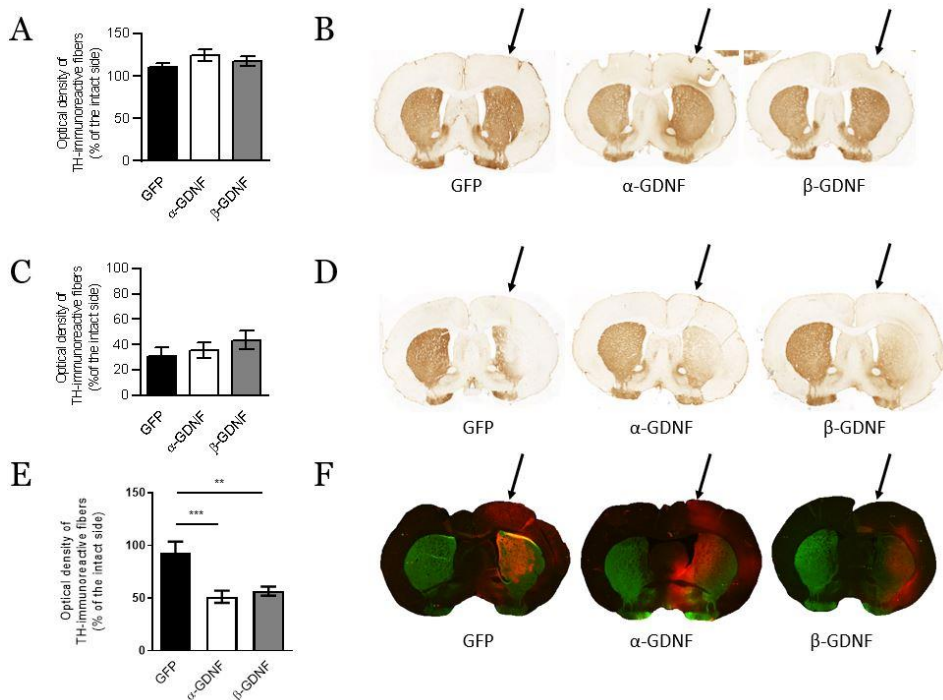 A
Optical density of
TH-immunoreactive fibers
(% of the intact side)
150
100
50
0
GFP
α-GDNF
β-GDNF
B
GFP
α-GDNF
β-GDNF
C
Optical density of
TH-immunoreactive fibers
(%of the intact side)
100
80
60
40
20
0
GFP
α-GDNF
β-GDNF
D
GFP
α-GDNF
β-GDNF
E
Optical density of
TH-immunoreactive fibers
(% of the intact side)
150
100
50
0
**
***
GFP
α-GDNF
β-GDNF
F
GFP
α-GDNF
β-GDNF